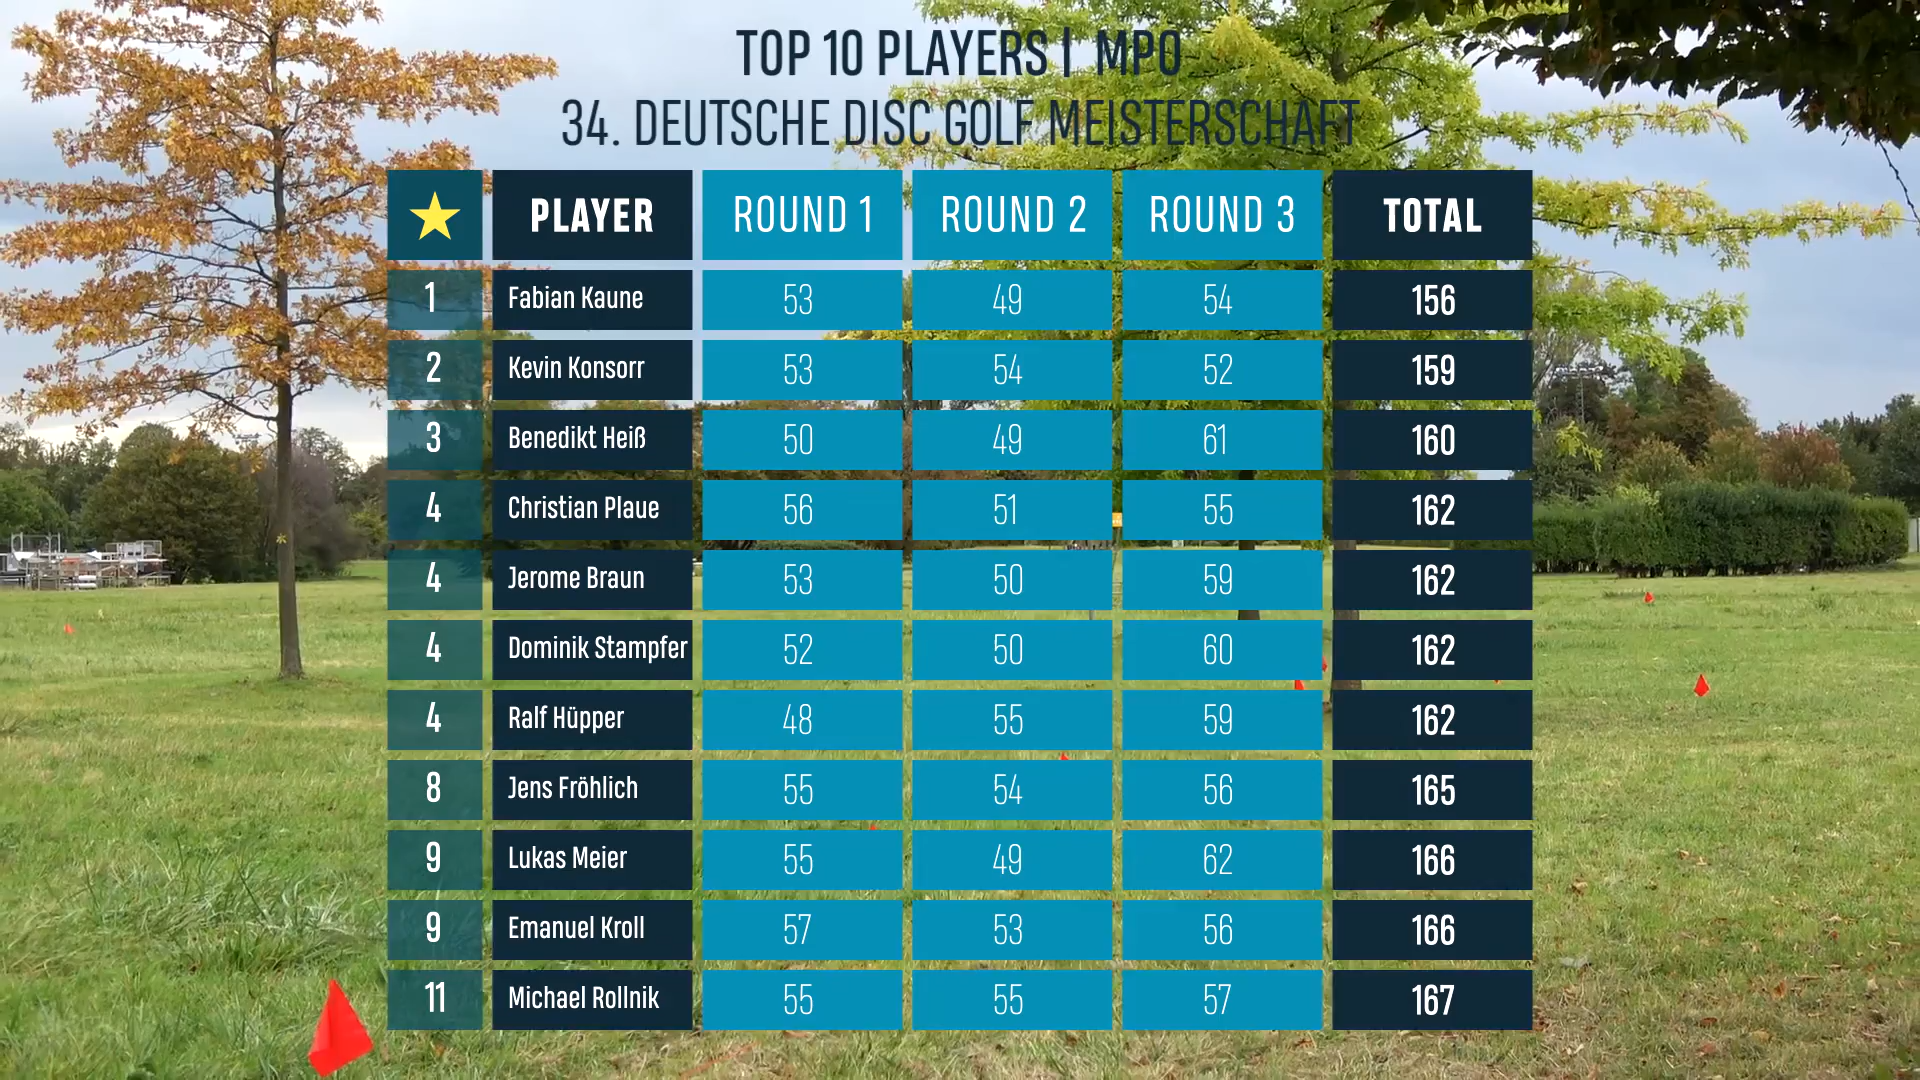 TOP 10 PLAYERS | MPO
34. DEUTSCHE DISC GOLF MEISTERSCHAFT
PLAYER ROUND 1 ROUND 2 ROUND 3 TOTAL
1 Fabian Kaune 53 49 54 156
2 Kevin Konsorr 53 54 52 159
3 Benedikt Heiß 50 49 61 160
4 Christian Plaue 56 51 55 162
4 Jerome Braun 53 50 59 162
4 Dominik Stampfer 52 50 60 162
4 Ralf Hüpper 48 55 59 162
8 Jens Fröhlich 55 54 56 165
9 Lukas Meier 55 49 62 166
9 Emanuel Kroll 57 53 56 166
11 Michael Rollnik 55 55 57 167